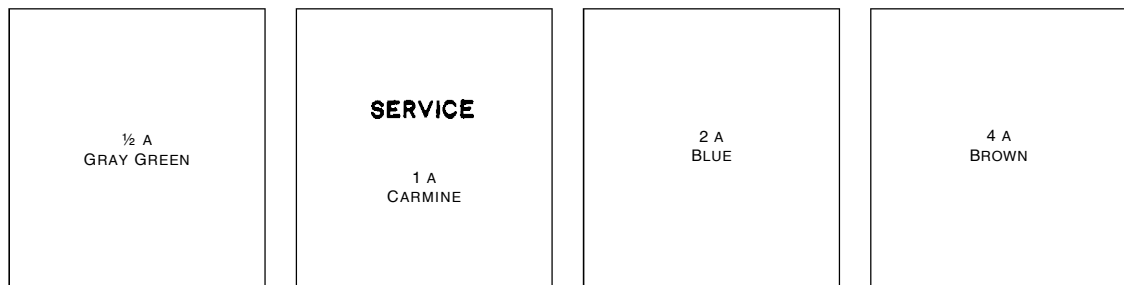 ½ A
GRAY GREEN
SERVICE
1 A
CARMINE
2 A
BLUE
4 A
BROWN